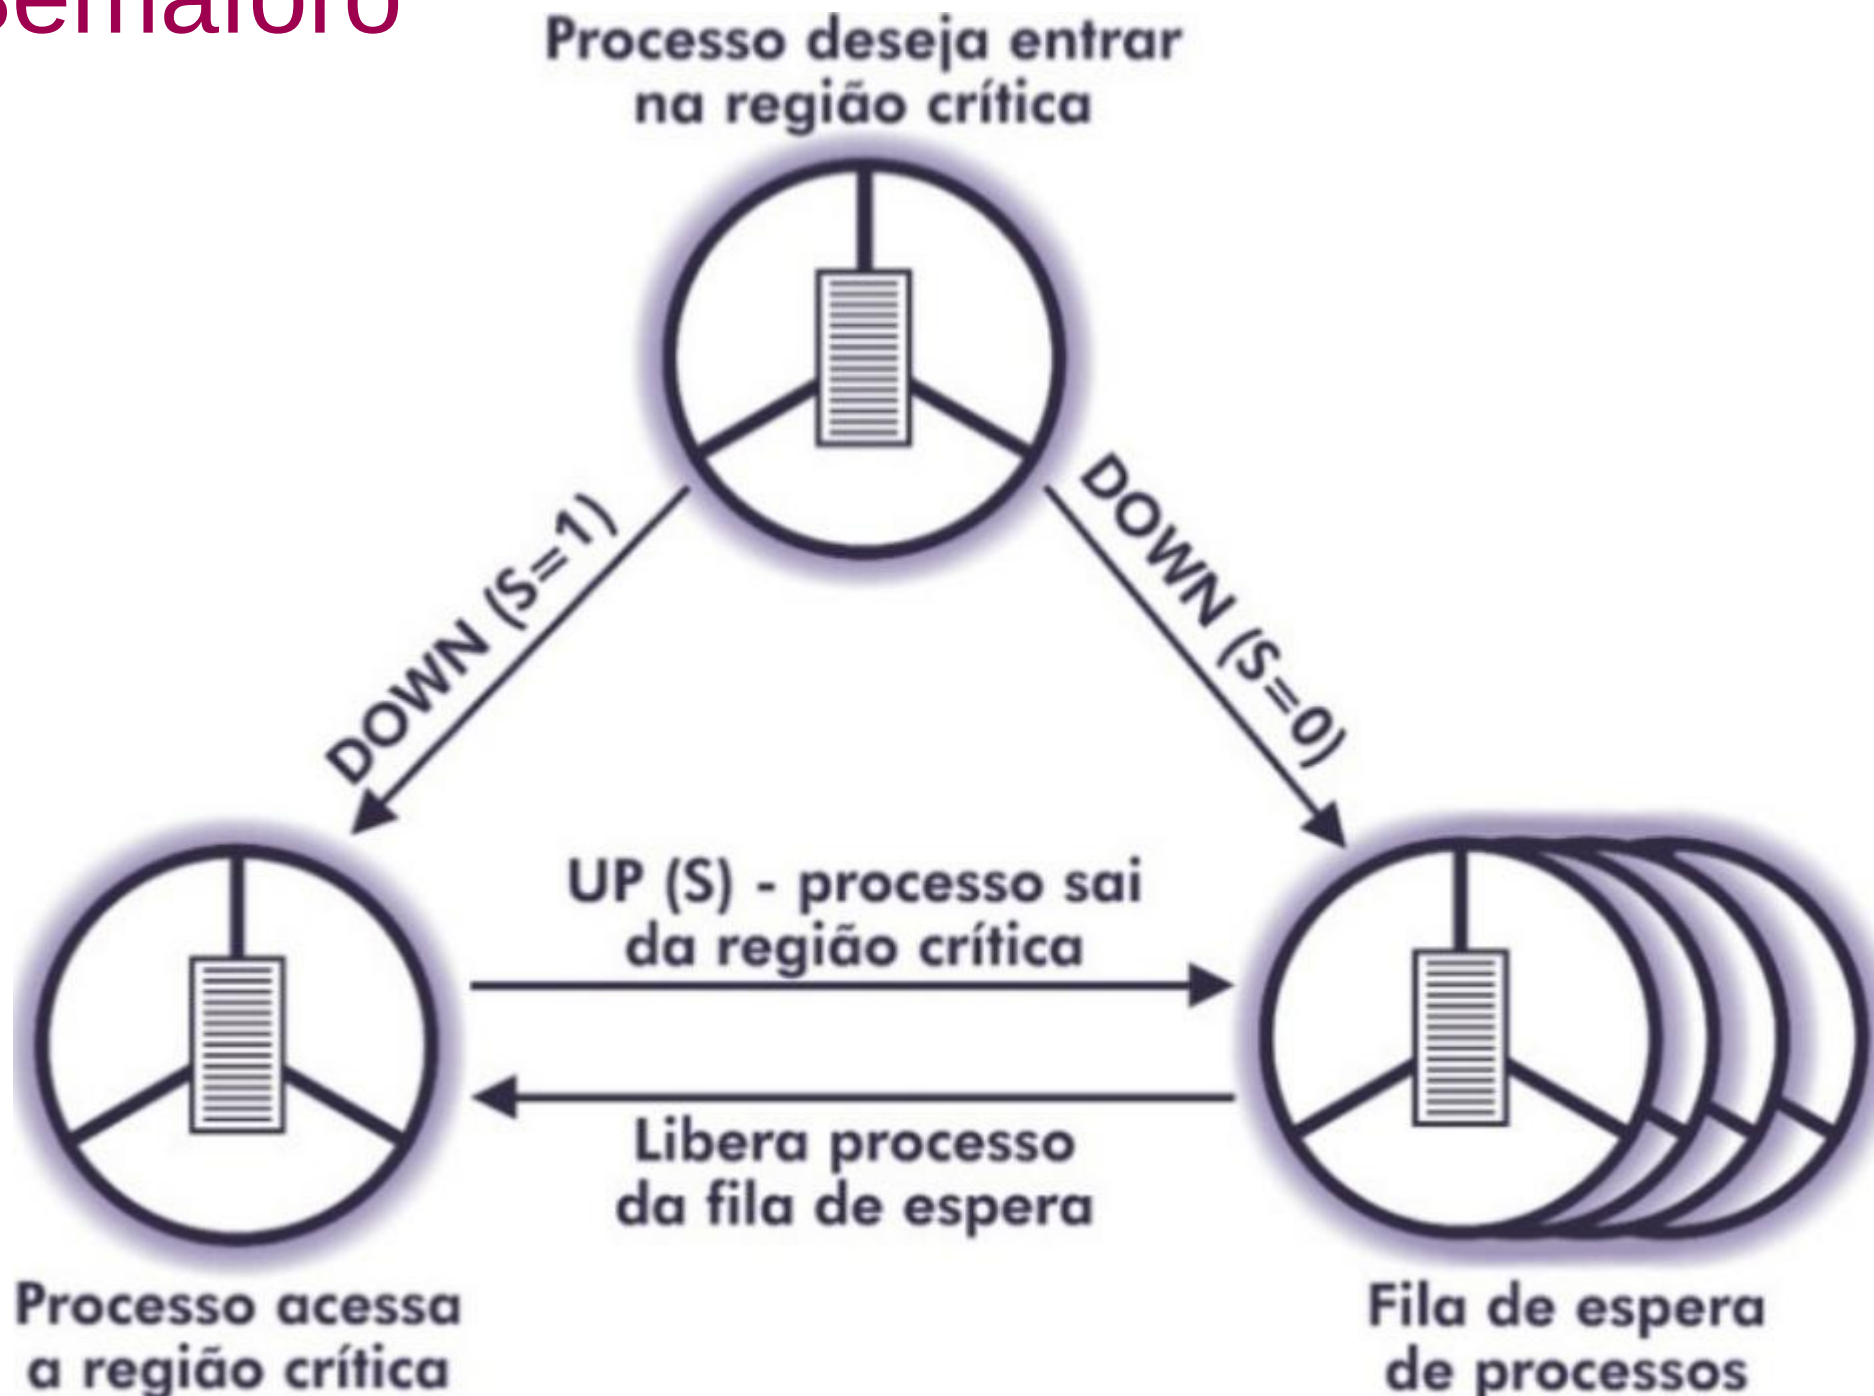 semáforo
Processo deseja entrar
na região crítica
DOWN (S=1)
DOWN (S=0)
UP (S) - processo sai
da região crítica
Libera processo
da fila de espera
Processo acessa
a região crítica
Fila de espera
de processos